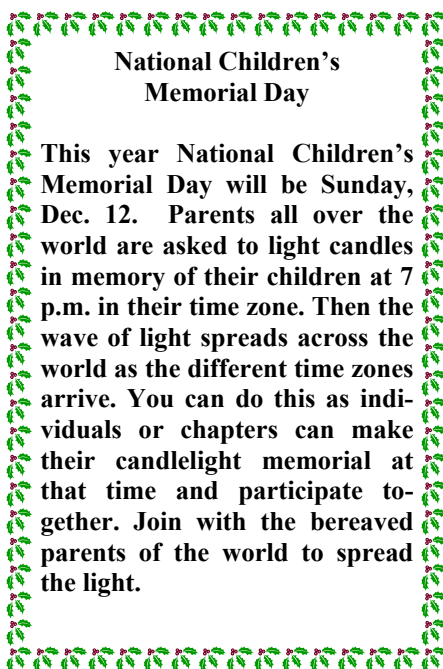 National Children’s
Memorial Day
This year National Children’s
Memorial Day will be Sunday,
Dec. 12. Parents all over the
world are asked to light candles
in memory of their children at 7
p.m. in their time zone. Then the
wave of light spreads across the
world as the different time zones
arrive. You can do this as indi-
viduals or chapters can make
their candlelight memorial at
that time and participate to-
gether. Join with the bereaved
parents of the world to spread
the light.